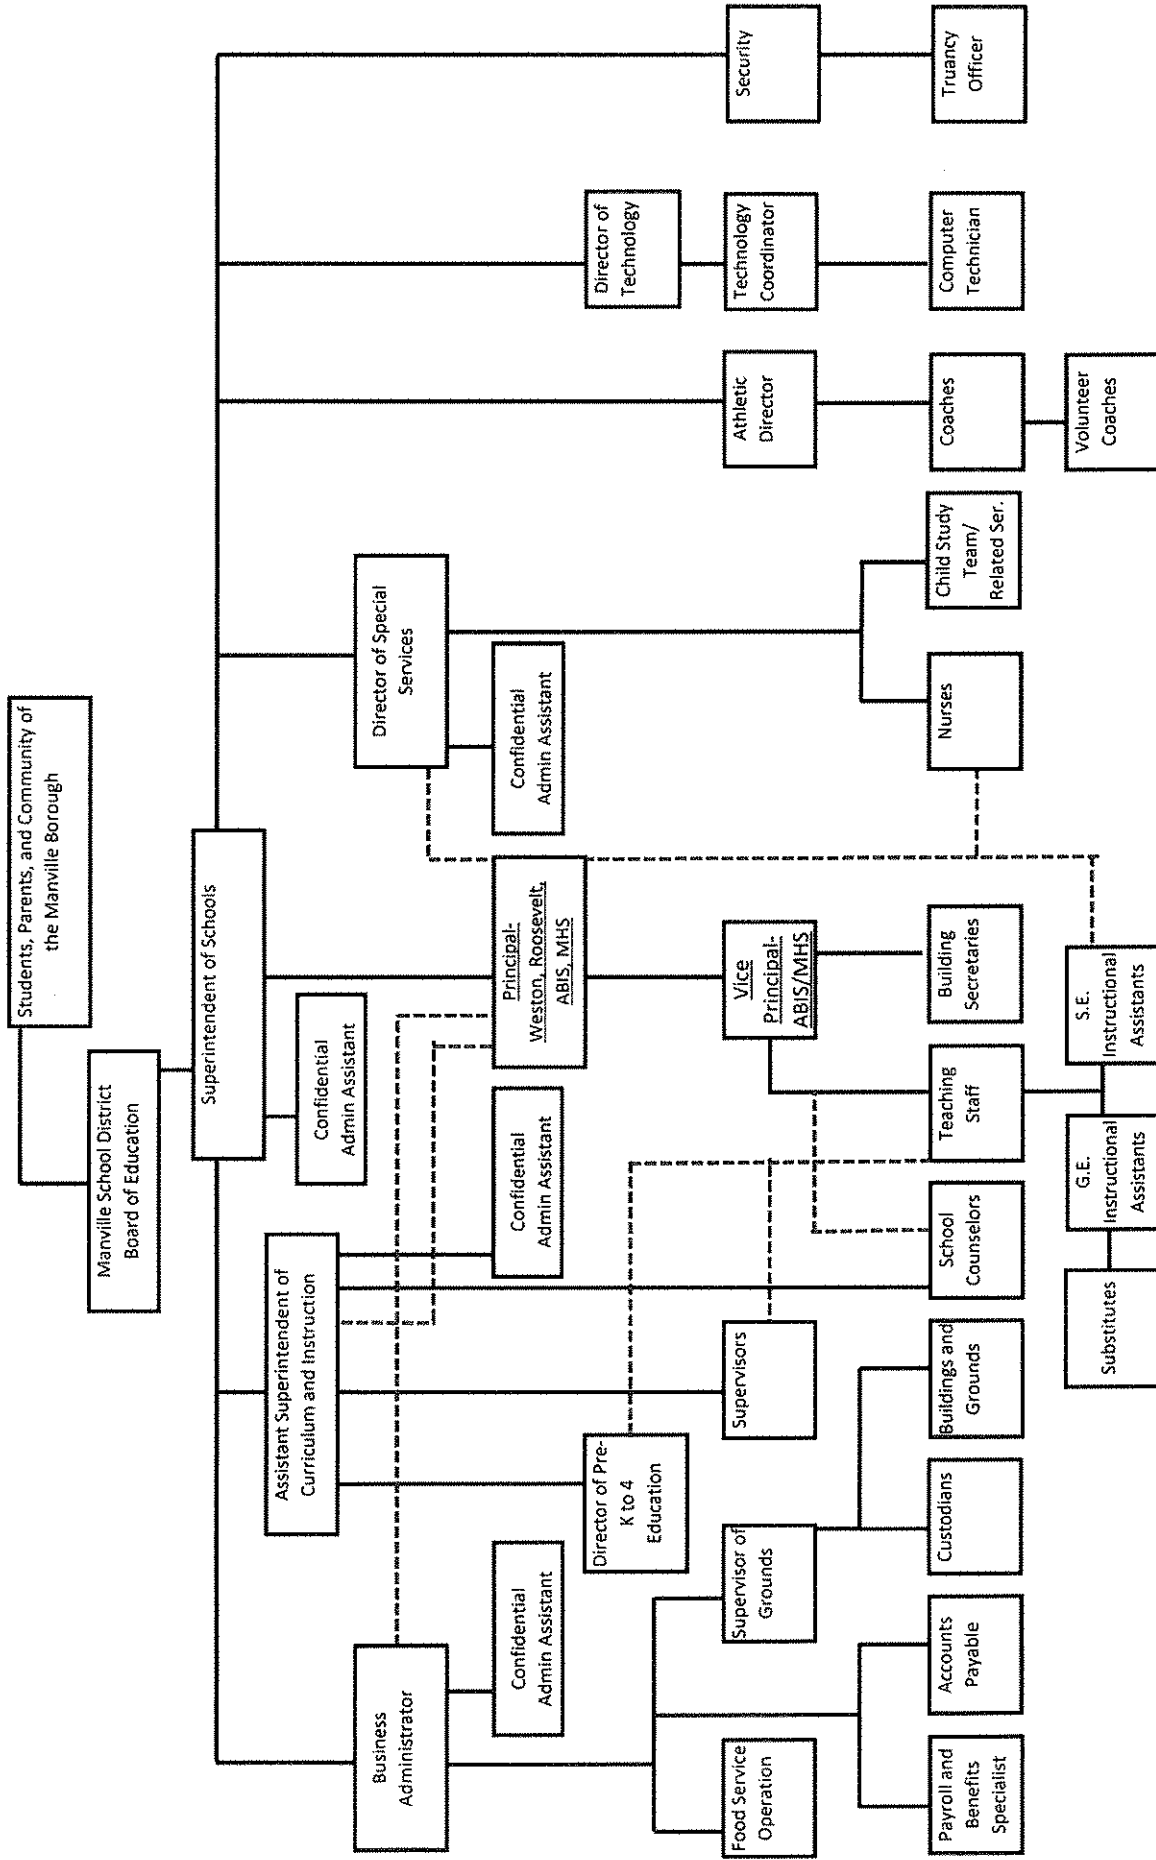 Students, Parents, and Community of
the Manville Borough
Manville School District
Board of Education
Superintendent of Schools
Confidential
Admin Assistant
Assistant Superintendent of
Curriculum and Instruction
Business
Administrator
Director of Special
Services
Confidential
Admin Assistant
Confidential
Admin Assistant
Principal-
Weston, Roosevelt,
ABIS, MHS
Confidential
Admin Assistant
Director of Pre-
K to 4
Education
Director of
Technology
Food Service
Operation
Supervisor of
Grounds
Supervisors
Vice
Principal-
ABIS/MHS
Athletic
Director
Technology
Coordinator
Security
Payroll and
Benefits
Specialist
Accounts
Payable
Custodians
Buildings and
Grounds
School
Counselors
Teaching
Staff
Building
Secretaries
Nurses
Child Study
Team/
Related Ser.
Coaches
Computer
Technician
Truancy
Officer
Substitutes
G.E.
Instructional
Assistants
S.E.
Instructional
Assistants
Volunteer
Coaches